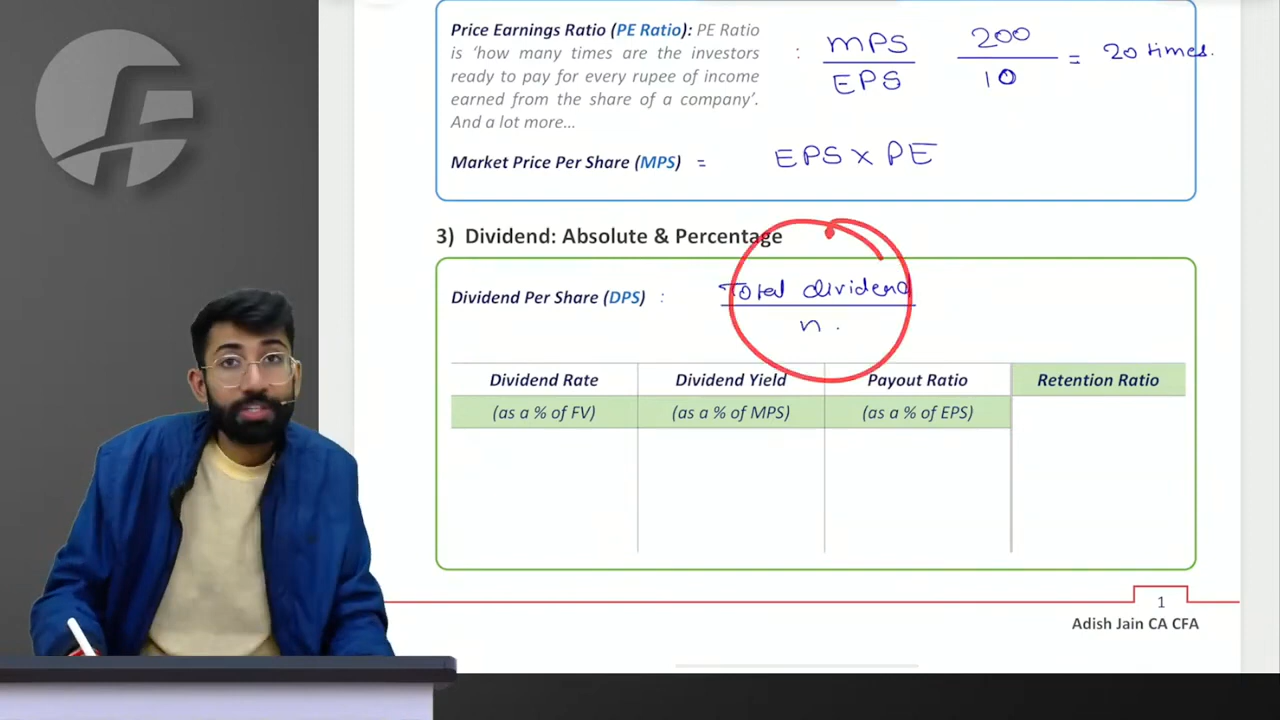 Price Earnings Ratio (PE Ratio): PE Ratio
is 'how many times are the investors
ready to pay for every rupee of income
earned from the share of a company'.
And a lot more...
: MPS 200
EPS 10 = 20 times.
Market Price Per Share (MPS) = EPS x PE
3) Dividend: Absolute & Percentage
Dividend Per Share (DPS) : Total dividend
n.
Dividend Rate Dividend Yield Payout Ratio Retention Ratio
(as a % of FV) (as a % of MPS) (as a % of EPS)
1
Adish Jain CA CFA